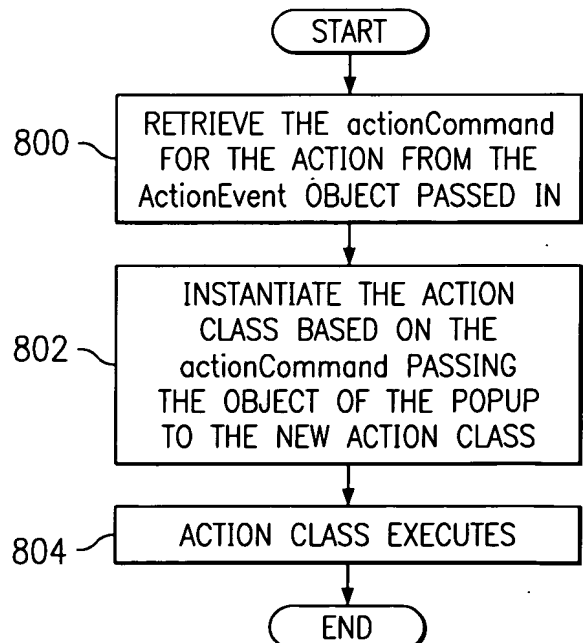 START
800
RETRIEVE THE actionCommand
FOR THE ACTION FROM THE
ActionEvent OBJECT PASSED IN
802
INSTANTIATE THE ACTION
CLASS BASED ON THE
actionCommand PASSING
THE OBJECT OF THE POPUP
TO THE NEW ACTION CLASS
804
ACTION CLASS EXECUTES
END